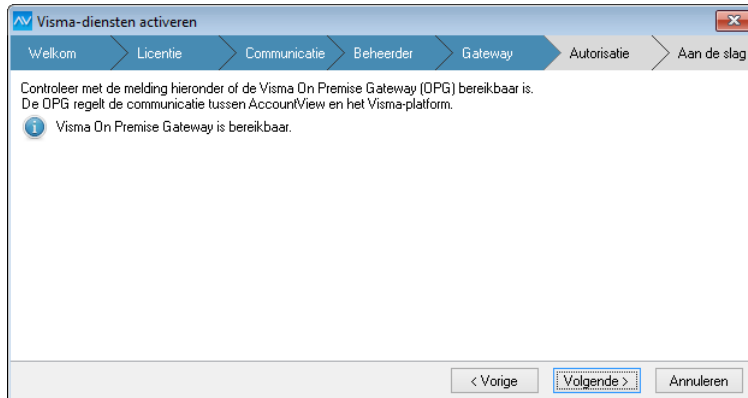 Visma-diensten activeren
Welkom
Licentie
Communicatie
Beheerder
Gateway
Autorisatie
Aan de slag
Controleer met de melding hieronder of de Visma On Premise Gateway (OPG) bereikbaar is.
De OPG regelt de communicatie tussen AccountView en het Visma-platform.
Visma On Premise Gateway is bereikbaar.
< Vorige
Volgende >
Annuleren